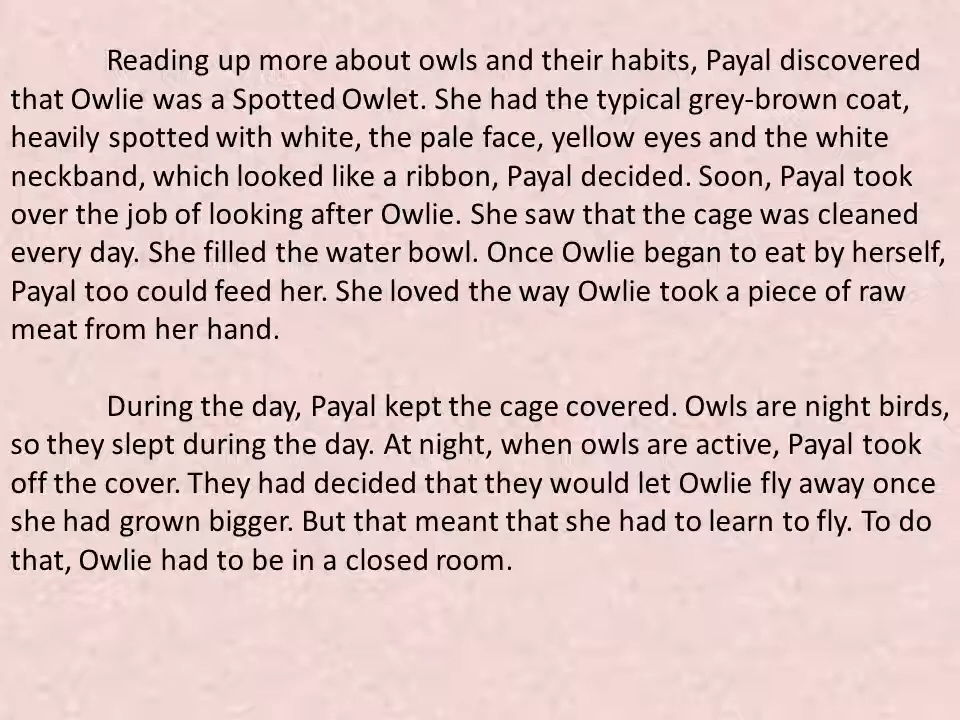 Reading up more about owls and their habits, Payal discovered
that Owlie was a Spotted Owlet. She had the typical grey-brown coat,
heavily spotted with white, the pale face, yellow eyes and the white
neckband, which looked like a ribbon, Payal decided. Soon, Payal took
over the job of looking after Owlie. She saw that the cage was cleaned
every day. She filled the water bowl. Once Owlie began to eat by herself,
Payal too could feed her. She loved the way Owlie took a piece of raw
meat from her hand.
During the day, Payal kept the cage covered. Owls are night birds,
so they slept during the day. At night, when owls are active, Payal took
off the cover. They had decided that they would let Owlie fly away once
she had grown bigger. But that meant that she had to learn to fly. To do
that, Owlie had to be in a closed room.